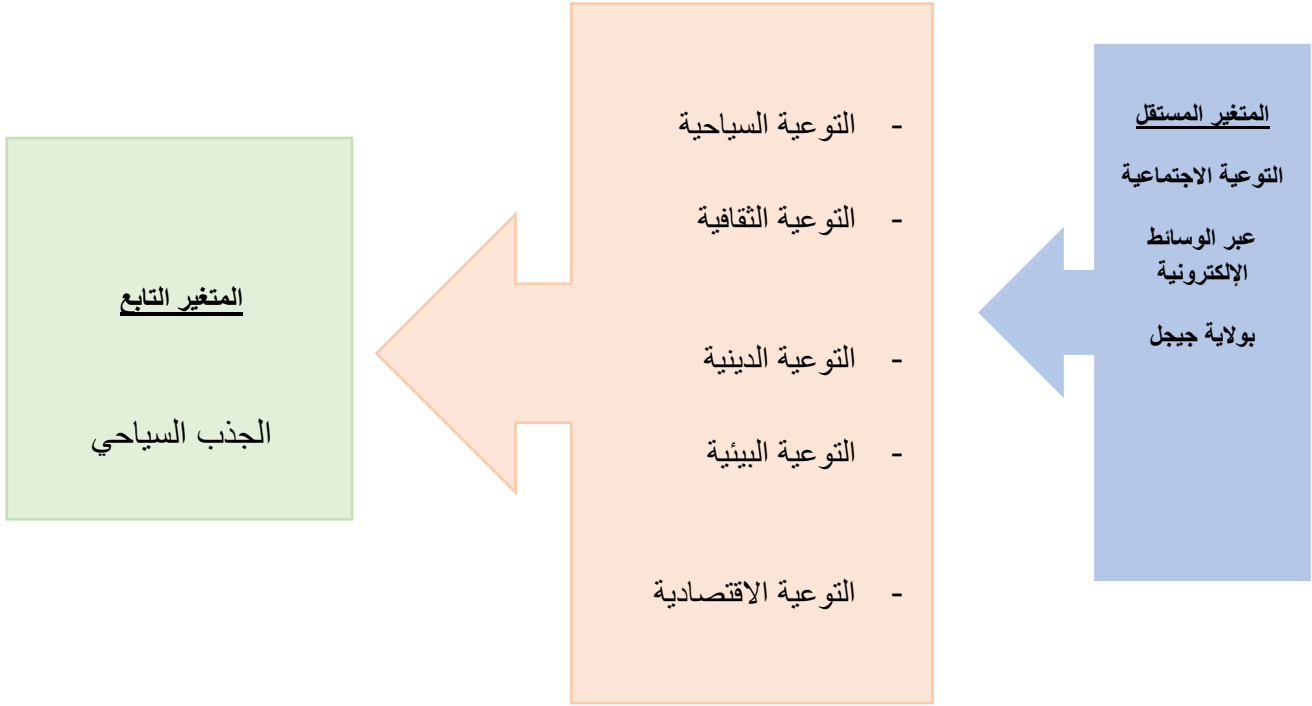 المتغير المستقل
التوعية الاجتماعية
عبر الوسائط
الإلكترونية
بولاية جيجل
- التوعية السياحية
- التوعية الثقافية
- التوعية الدينية
- التوعية البيئية
- التوعية الاقتصادية
المتغير التابع
الجذب السياحي